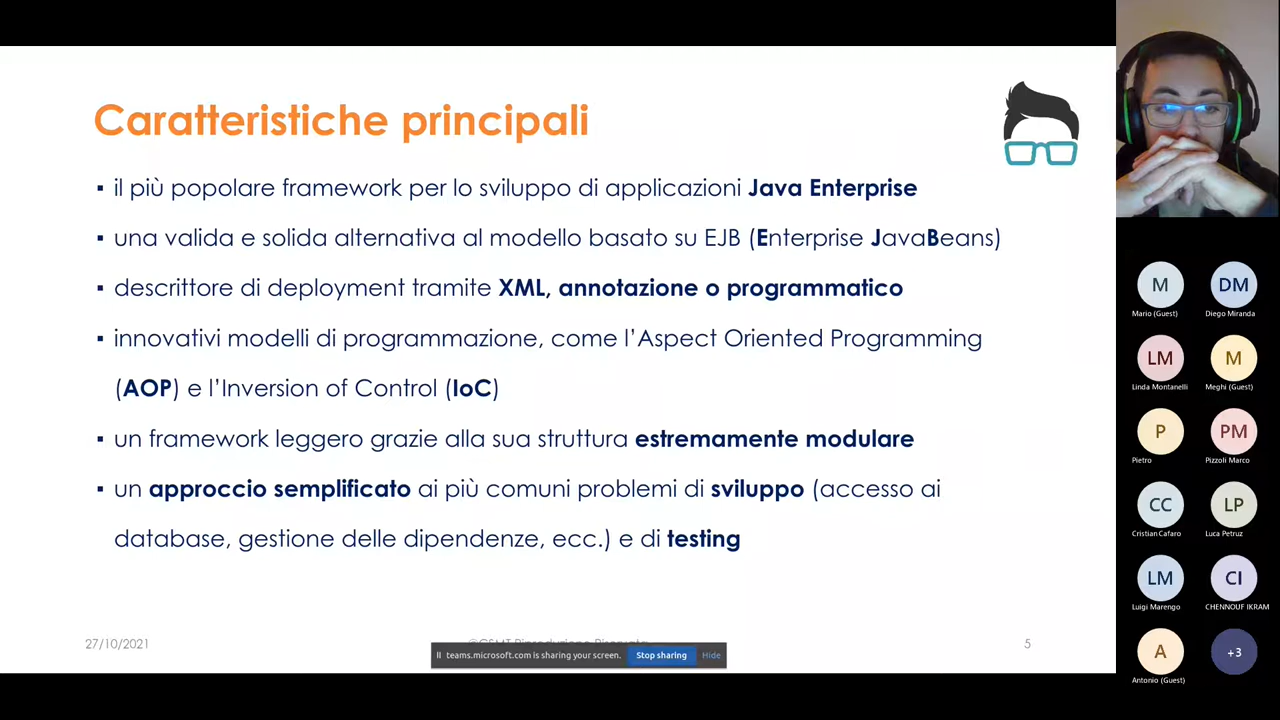 Caratteristiche principali
▪ il più popolare framework per lo sviluppo di applicazioni Java Enterprise
▪ una valida e solida alternativa al modello basato su EJB (Enterprise JavaBeans)
▪ descrittore di deployment tramite XML, annotazione o programmatico
▪ innovativi modelli di programmazione, come l'Aspect Oriented Programming
(AOP) e l'Inversion of Control (IoC)
▪ un framework leggero grazie alla sua struttura estremamente modulare
▪ un approccio semplificato ai più comuni problemi di sviluppo (accesso ai
database, gestione delle dipendenze, ecc.) e di testing
27/10/2021
5
teams.microsoft.com is sharing your screen. Stop sharing Hide
M DM
Mario (Guest) Diego Miranda
LM M
Linda Montanelli Meghi (Guest)
P PM
Pietro Pizzoli Marco
CC LP
Cristian Cafaro Luca Petruz
LM CI
Luigi Marengo CHENNOUF IKRAM
A +3
Antonio (Guest)